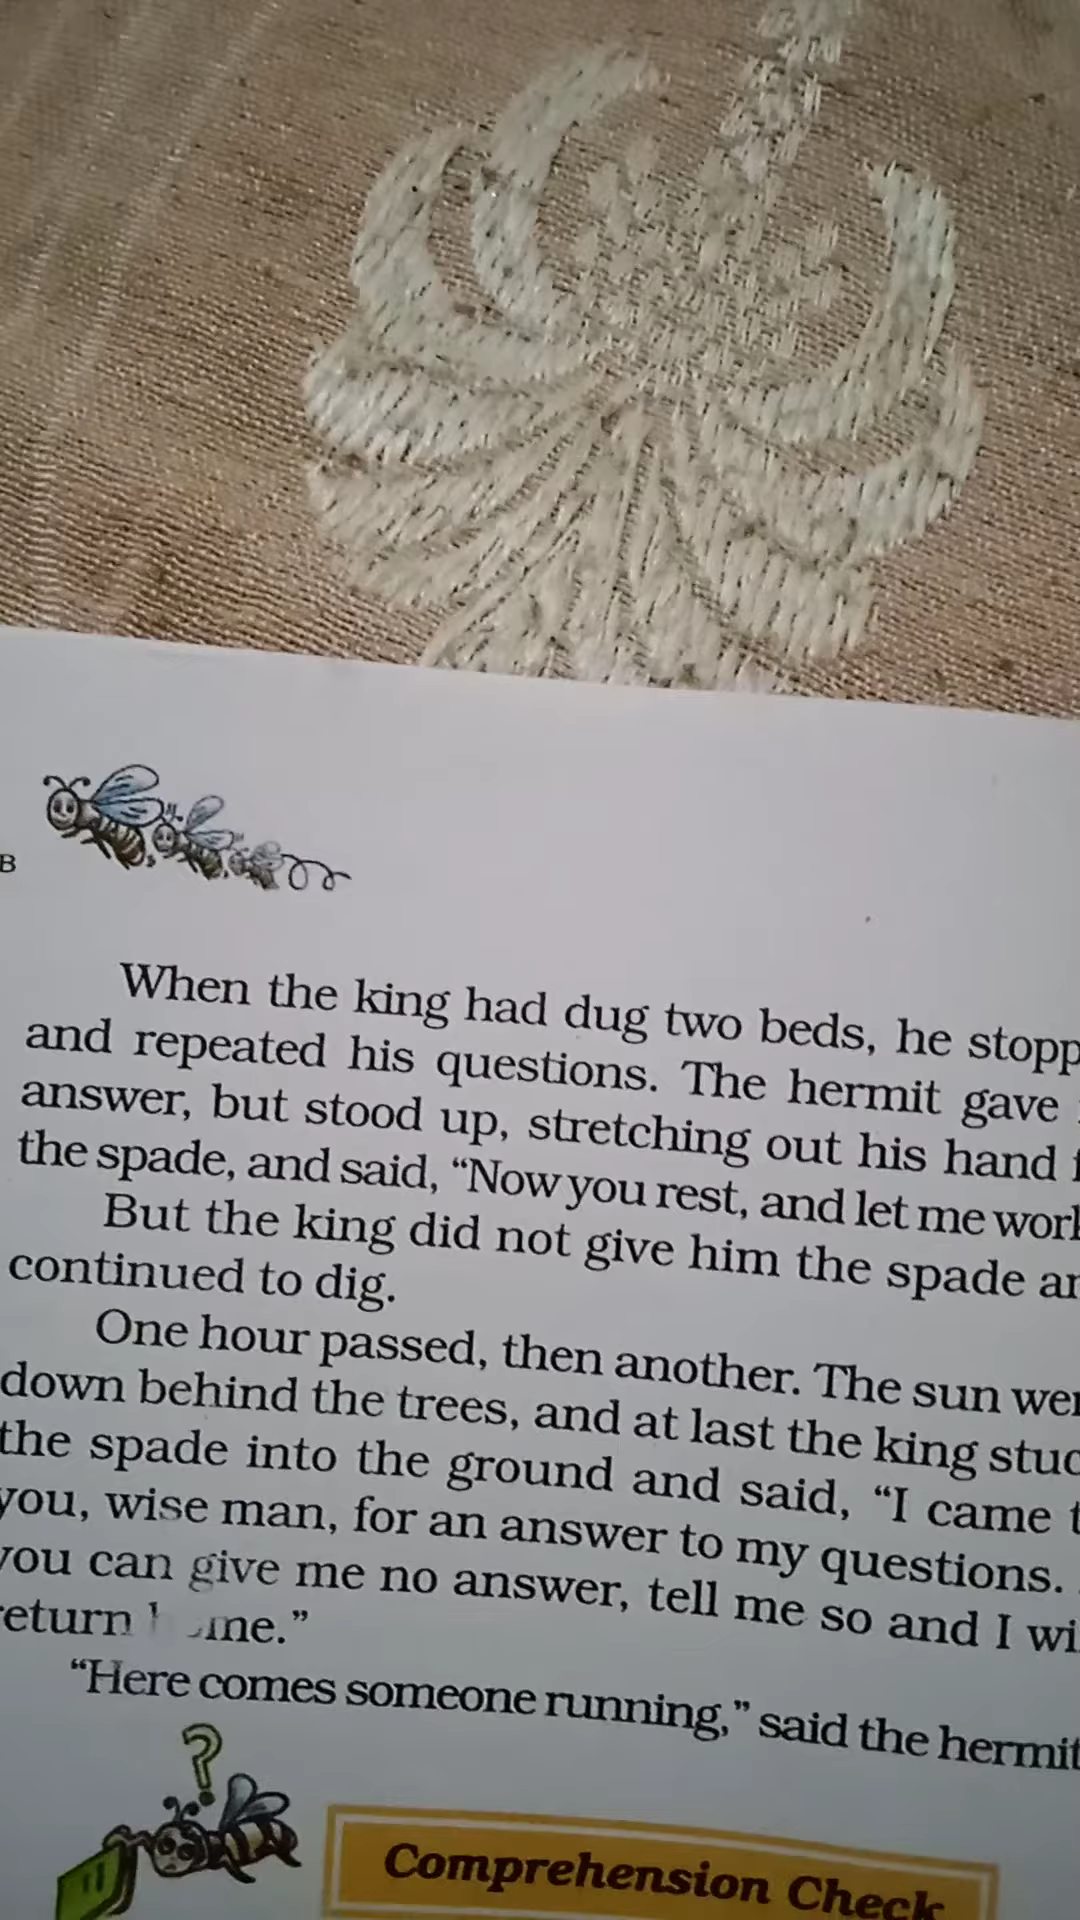 B
When the king had dug two beds, he stopp
and repeated his questions. The hermit gave
answer, but stood up, stretching out his hand
the spade, and said, “Now you rest, and let me work
But the king did not give him the spade an
continued to dig.
One hour passed, then another. The sun wen
down behind the trees, and at last the king stuc
the spade into the ground and said, “I came t
you, wise man, for an answer to my questions.
you can give me no answer, tell me so and I wi
return me.”
“Here comes someone running,” said the hermit
?
Comprehension Check